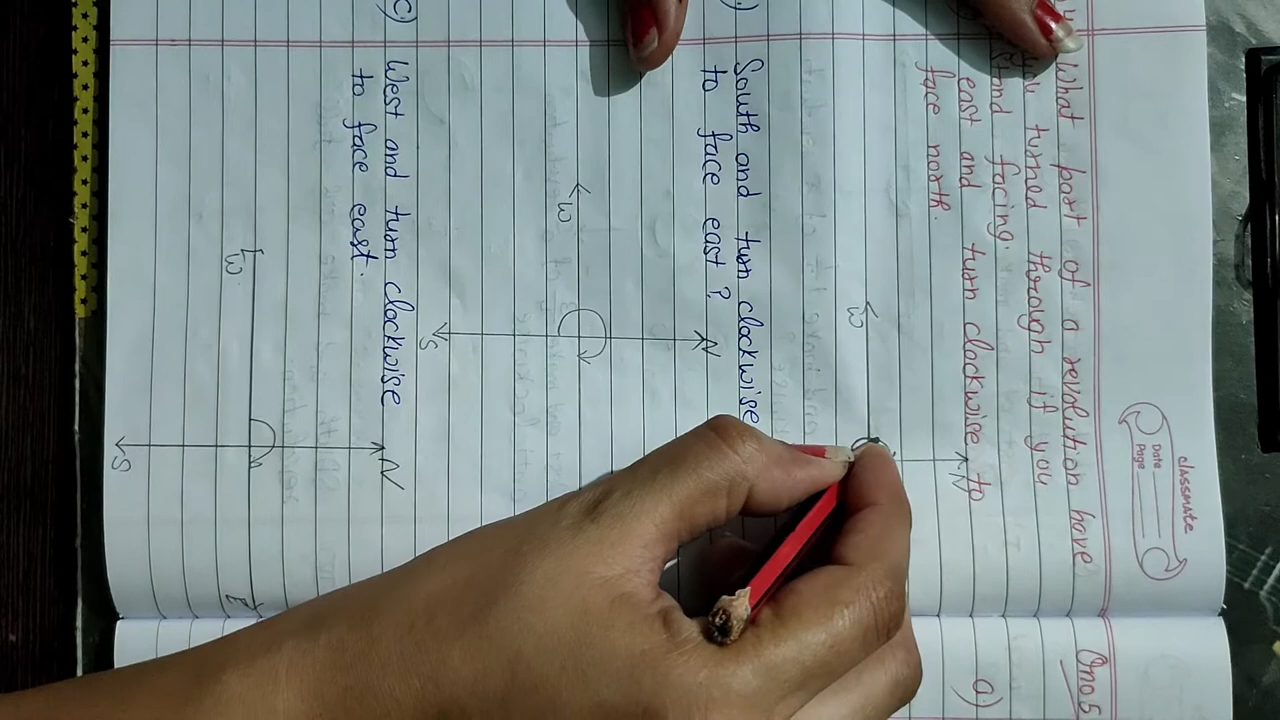 classmate
Date
Page
What part of a revolution have
you turned through if you
stand facing.
east and turn clockwise to
face north.
N
W
South and turn clockwise
to face east ?
N
W
S
C) West and turn clockwise
to face east.
N
W
E
S
Qno 5
a)